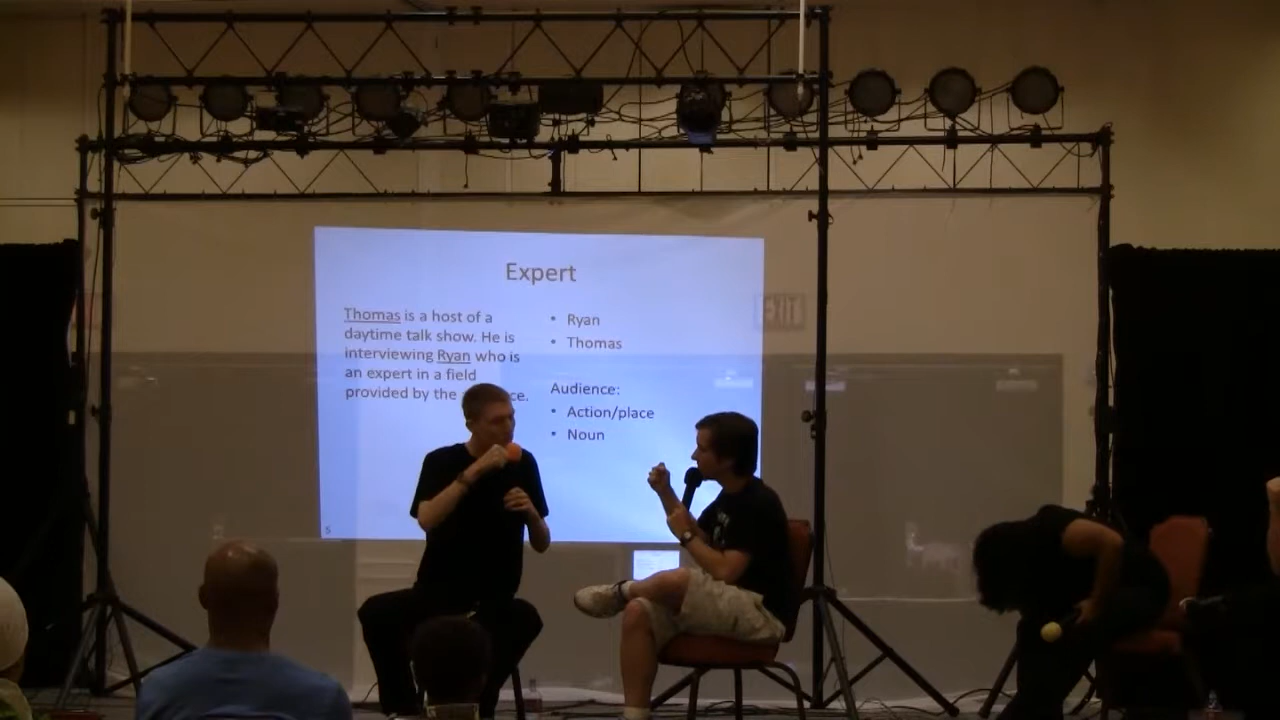 Expert
Thomas is a host of a
daytime talk show. He is
interviewing Ryan who is
an expert in a field
provided by the
• Ryan
• Thomas
Audience:
• Action/place
• Noun
5
EXIT